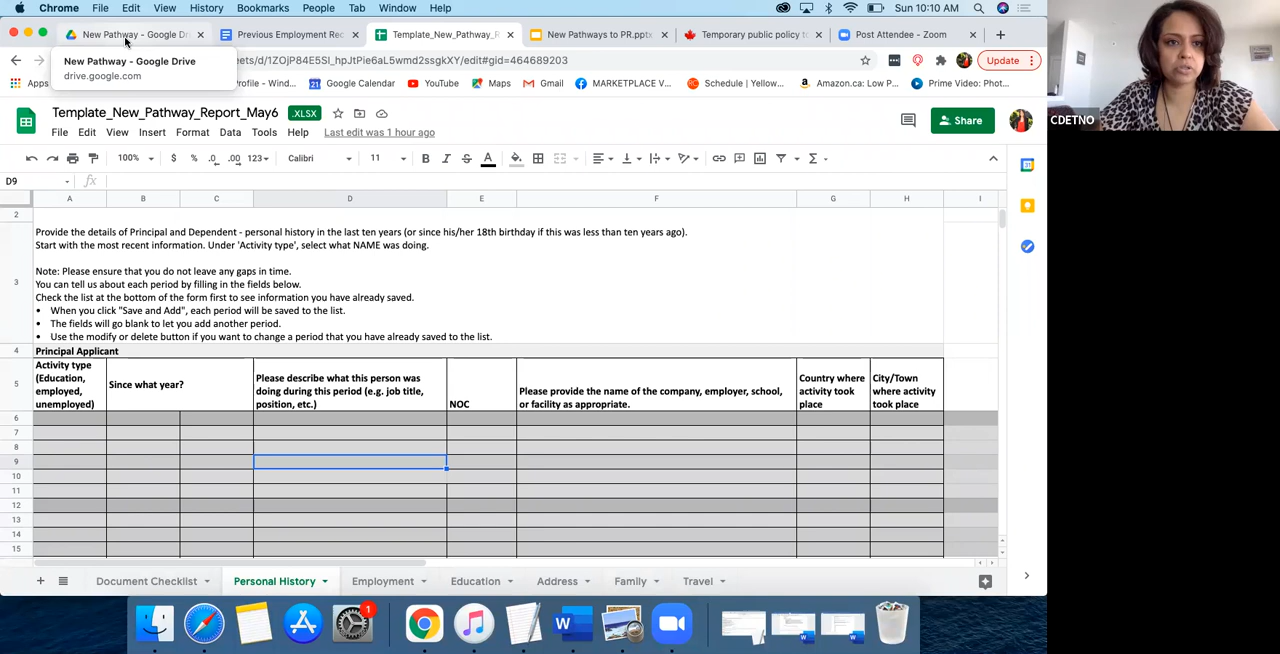 Chrome File Edit View History Bookmarks People Tab Window Help Sun 10:10 AM
New Pathway - Google Dri Previous Employment Rec Template_New_Pathway_R New Pathways to PR.pptx Temporary public policy to Post Attendee - Zoom
eets/d/1ZOjP84E5Sl_hpJtPie6aL5wmd2ssgkXY/edit#gid=464689203 Update
New Pathway - Google Drive
drive.google.com
Apps Google Calendar YouTube Maps Gmail MARKETPLACE V... Schedule | Yellow... Amazon.ca: Low P... Prime Video: Phot...
Template_New_Pathway_Report_May6 .XLSX
Share
File Edit View Insert Format Data Tools Help Last edit was 1 hour ago
100% $ % .0 .00 123 Calibri 11 B I S A
D9 fx
A B C D E F G H I
2
Provide the details of Principal and Dependent - personal history in the last ten years (or since his/her 18th birthday if this was less than ten years ago).
Start with the most recent information. Under 'Activity type', select what NAME was doing.
Note: Please ensure that you do not leave any gaps in time.
3 You can tell us about each period by filling in the fields below.
Check the list at the bottom of the form first to see information you have already saved.
• When you click "Save and Add", each period will be saved to the list.
• The fields will go blank to let you add another period.
• Use the modify or delete button if you want to change a period that you have already saved to the list.
4 Principal Applicant
5
Activity type (Education, employed, unemployed)
Since what year?
Please describe what this person was doing during this period (e.g. job title, position, etc.)
NOC
Please provide the name of the company, employer, school, or facility as appropriate.
Country where activity took place
City/Town where activity took place
6
7
8
9
10
11
12
13
14
15
Document Checklist Personal History Employment Education Address Family Travel
1
W
CDETNO
31